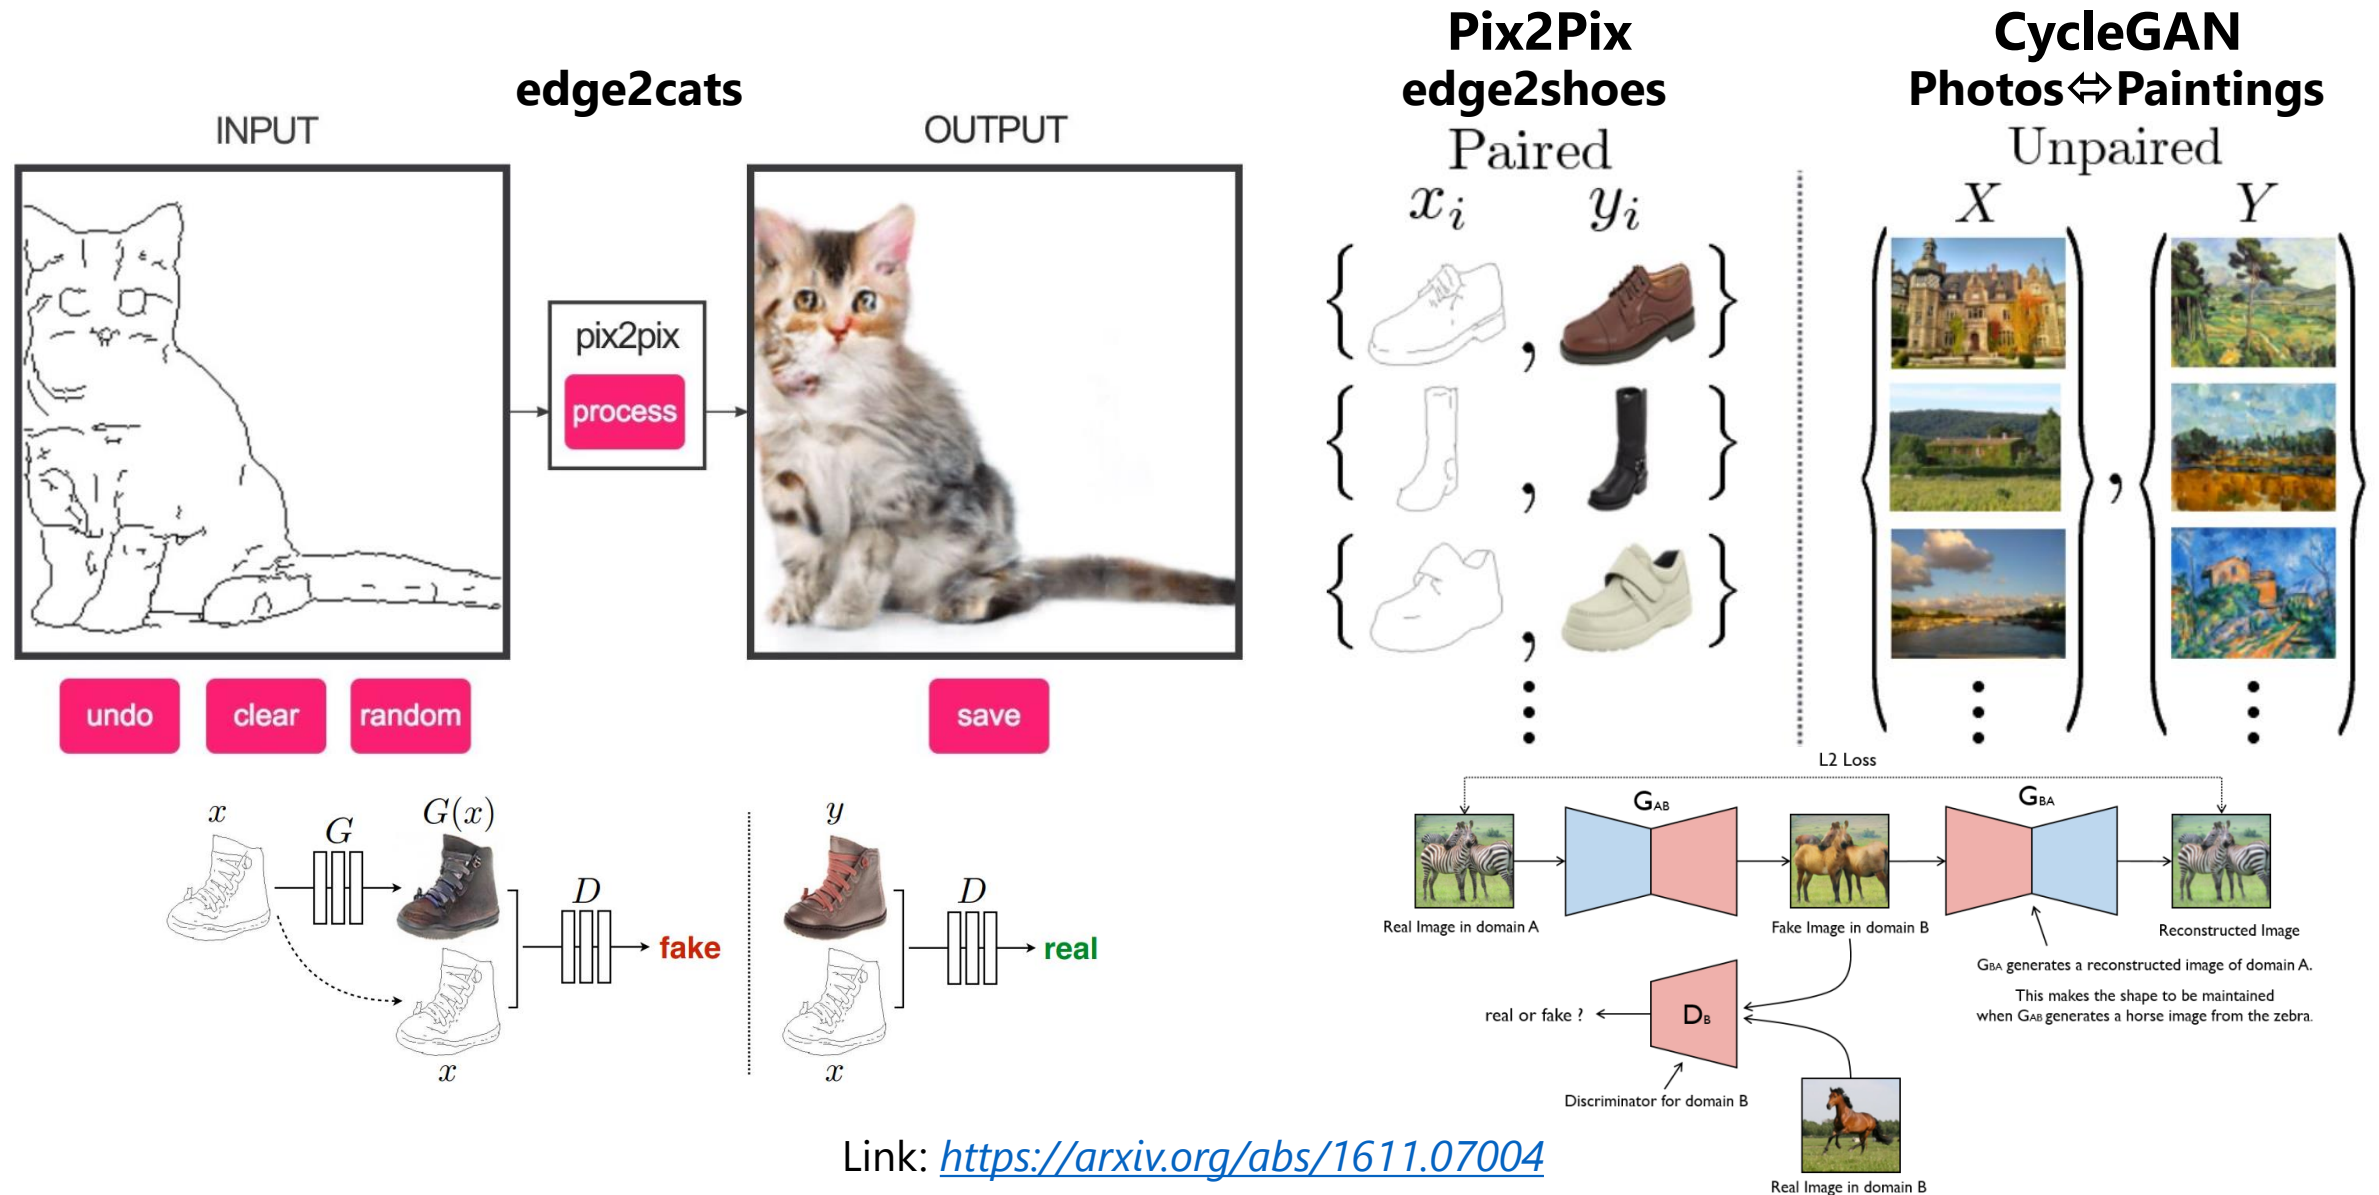 edge2cats
INPUT
OUTPUT
pix2pix
process
undo
clear
random
save
Pix2Pix
edge2shoes
Paired
xᵢ
yᵢ
{ , }
{ , }
{ , }
CycleGAN
Photos⬄Paintings
Unpaired
X
Y
{ } , { }
x
G
G(x)
D
fake
x
y
D
real
x
L2 Loss
G_AB
G_BA
Real Image in domain A
Fake Image in domain B
Reconstructed Image
G_BA generates a reconstructed image of domain A.
This makes the shape to be maintained
when G_AB generates a horse image from the zebra.
real or fake ?
D_B
Discriminator for domain B
Real Image in domain B
Link: https://arxiv.org/abs/1611.07004